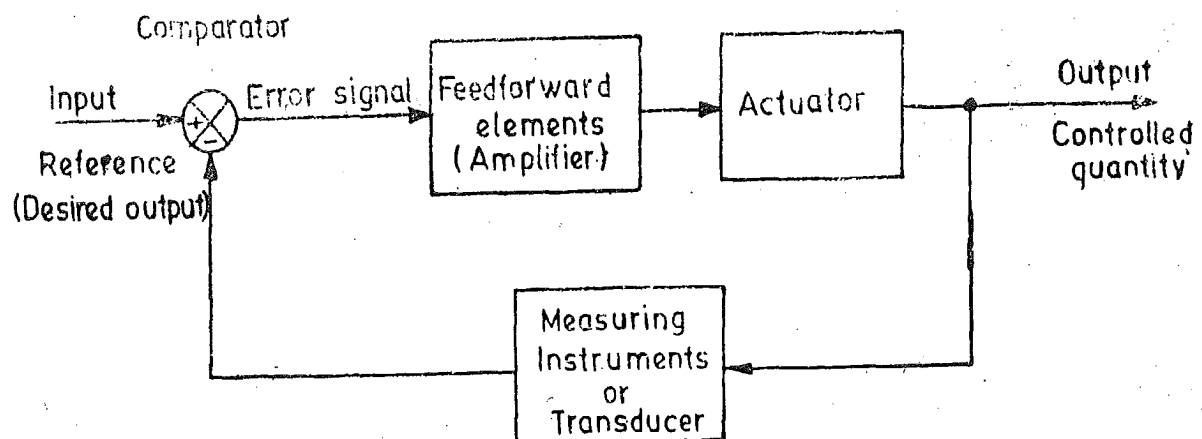 Comparator
Input
Reference
(Desired output)
+
-
Error signal
Feedforward
elements
(Amplifier)
Actuator
Output
Controlled
quantity
Measuring
Instruments
or
Transducer